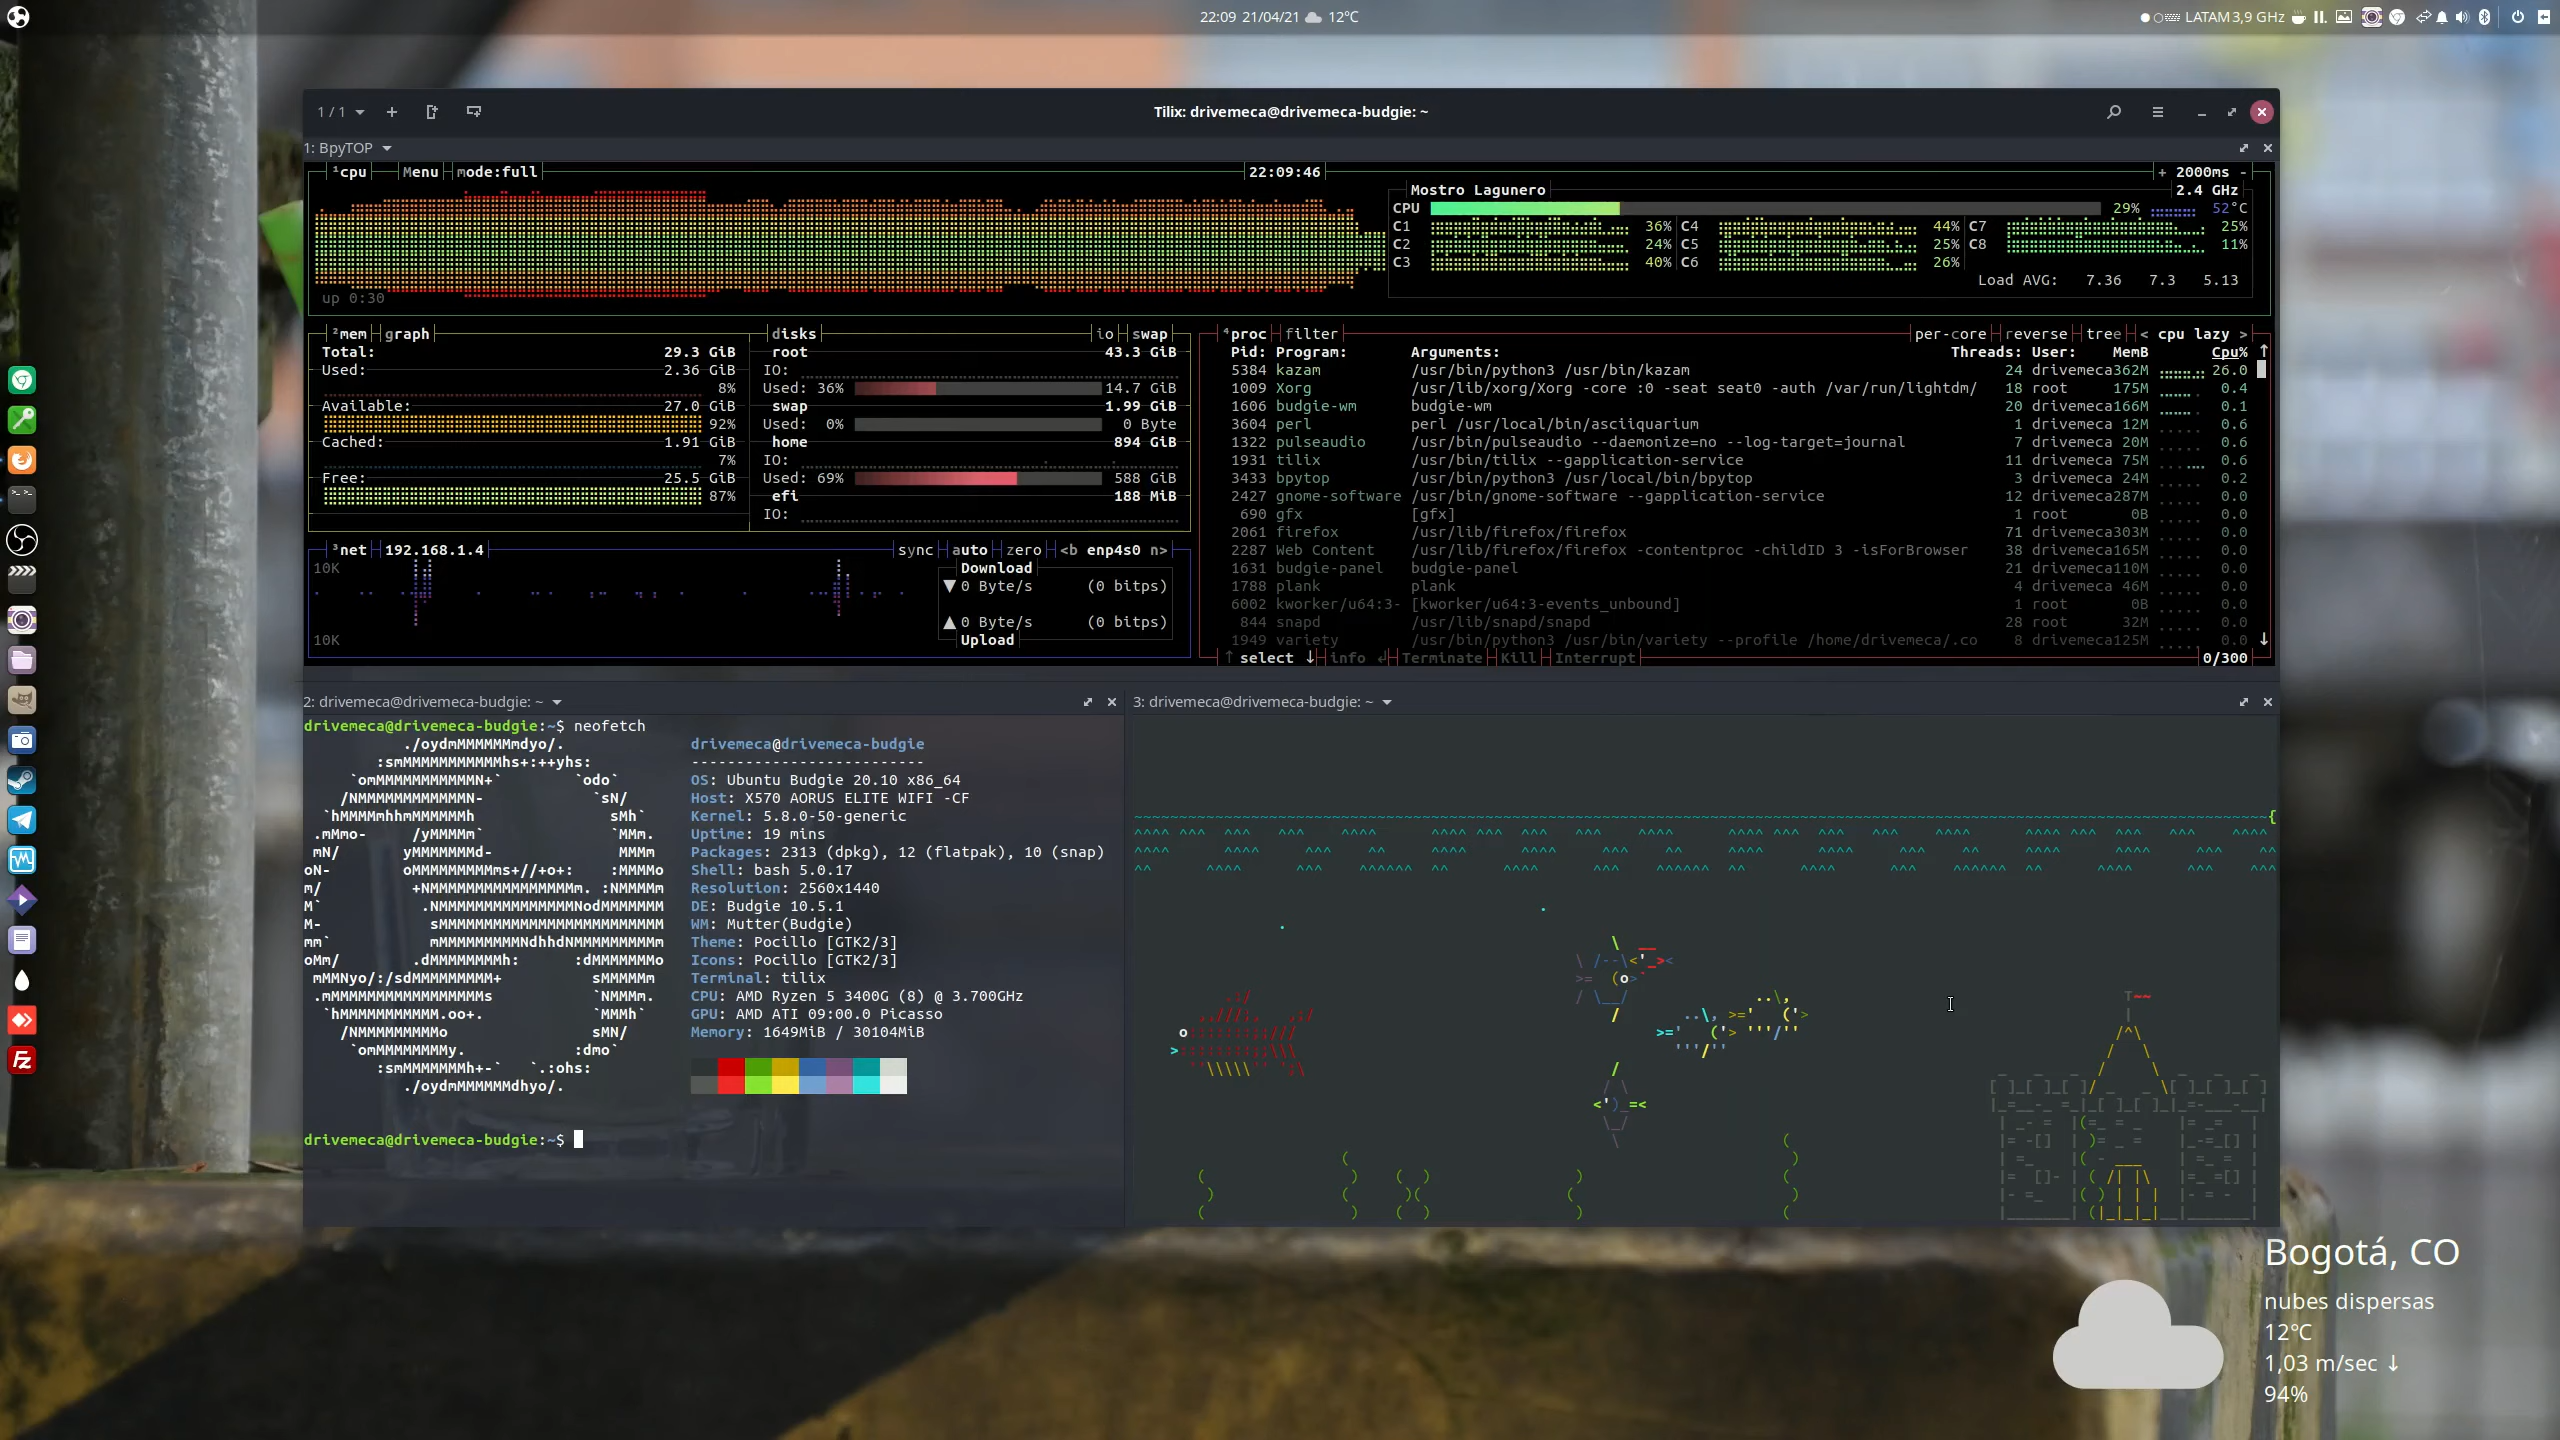 22:09 21/04/21 12°C
LATAM 3,9 GHz
1 / 1
Tilix: drivemeca@drivemeca-budgie: ~
1: BpyTOP
¹cpu Menu mode:full 22:09:46 + 2000ms -
Mostro Lagunero 2.4 GHz
CPU 29% 52°C
C1 36% C4 44% C7 25%
C2 24% C5 25% C8 11%
C3 40% C6 26%
Load AVG: 7.36 7.3 5.13
up 0:30
²mem graph
Total: 29.3 GiB
Used: 2.36 GiB
8%
Available: 27.0 GiB
92%
Cached: 1.91 GiB
7%
Free: 25.5 GiB
87%
disks io swap
root 43.3 GiB
IO:
Used: 36% 14.7 GiB
swap 1.99 GiB
Used: 0% 0 Byte
home 894 GiB
IO:
Used: 69% 588 GiB
efi 188 MiB
IO:
³net 192.168.1.4 sync auto zero <b enp4s0 n>
10K
Download
▼ 0 Byte/s (0 bitps)
▲ 0 Byte/s (0 bitps)
Upload
10K
⁴proc filter per-core reverse tree < cpu lazy >
Pid: Program: Arguments: Threads: User: MemB Cpu%
5384 kazam /usr/bin/python3 /usr/bin/kazam 24 drivemeca362M 26.0
1009 Xorg /usr/lib/xorg/Xorg -core :0 -seat seat0 -auth /var/run/lightdm/ 18 root 175M 0.4
1606 budgie-wm budgie-wm 20 drivemeca166M 0.1
3604 perl perl /usr/local/bin/asciiquarium 1 drivemeca 12M 0.6
1322 pulseaudio /usr/bin/pulseaudio --daemonize=no --log-target=journal 7 drivemeca 20M 0.6
1931 tilix /usr/bin/tilix --gapplication-service 11 drivemeca 75M 0.6
3433 bpytop /usr/bin/python3 /usr/local/bin/bpytop 3 drivemeca 24M 0.2
2427 gnome-software /usr/bin/gnome-software --gapplication-service 12 drivemeca287M 0.0
690 gfx [gfx] 1 root 0B 0.0
2061 firefox /usr/lib/firefox/firefox 71 drivemeca303M 0.0
2287 Web Content /usr/lib/firefox/firefox -contentproc -childID 3 -isForBrowser 38 drivemeca165M 0.0
1631 budgie-panel budgie-panel 21 drivemeca110M 0.0
1788 plank plank 4 drivemeca 46M 0.0
6002 kworker/u64:3- [kworker/u64:3-events_unbound] 1 root 0B 0.0
844 snapd /usr/lib/snapd/snapd 28 root 32M 0.0
1949 variety /usr/bin/python3 /usr/bin/variety --profile /home/drivemeca/.co 8 drivemeca125M 0.0
↑ select ↓ info ↲ Terminate Kill Interrupt 0/300
2: drivemeca@drivemeca-budgie: ~
3: drivemeca@drivemeca-budgie: ~
drivemeca@drivemeca-budgie:~$ neofetch
drivemeca@drivemeca-budgie
--------------------------
OS: Ubuntu Budgie 20.10 x86_64
Host: X570 AORUS ELITE WIFI -CF
Kernel: 5.8.0-50-generic
Uptime: 19 mins
Packages: 2313 (dpkg), 12 (flatpak), 10 (snap)
Shell: bash 5.0.17
Resolution: 2560x1440
DE: Budgie 10.5.1
WM: Mutter(Budgie)
Theme: Pocillo [GTK2/3]
Icons: Pocillo [GTK2/3]
Terminal: tilix
CPU: AMD Ryzen 5 3400G (8) @ 3.700GHz
GPU: AMD ATI 09:00.0 Picasso
Memory: 1649MiB / 30104MiB
drivemeca@drivemeca-budgie:~$
Bogotá, CO
nubes dispersas
12°C
1,03 m/sec ↓
94%